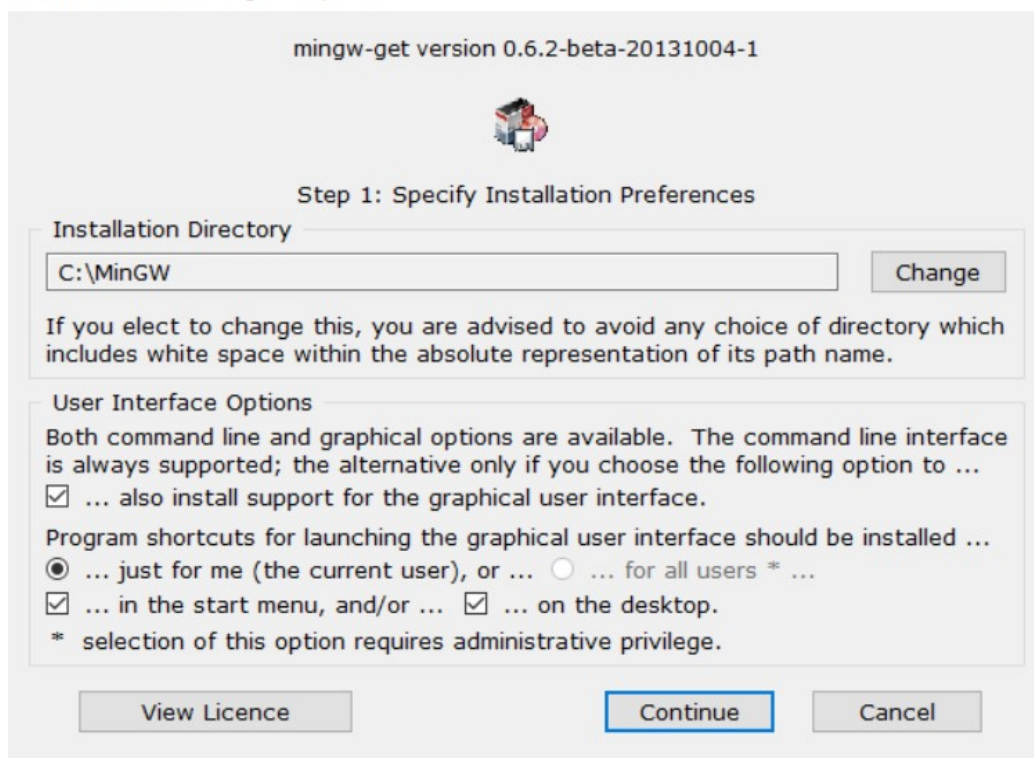 mingw-get version 0.6.2-beta-20131004-1
Step 1: Specify Installation Preferences
Installation Directory
C:\MinGW
Change
If you elect to change this, you are advised to avoid any choice of directory which
includes white space within the absolute representation of its path name.
User Interface Options
Both command line and graphical options are available.  The command line interface
is always supported; the alternative only if you choose the following option to ...
... also install support for the graphical user interface.
Program shortcuts for launching the graphical user interface should be installed ...
... just for me (the current user), or ... ... for all users * ...
... in the start menu, and/or ... ... on the desktop.
* selection of this option requires administrative privilege.
View Licence Continue Cancel